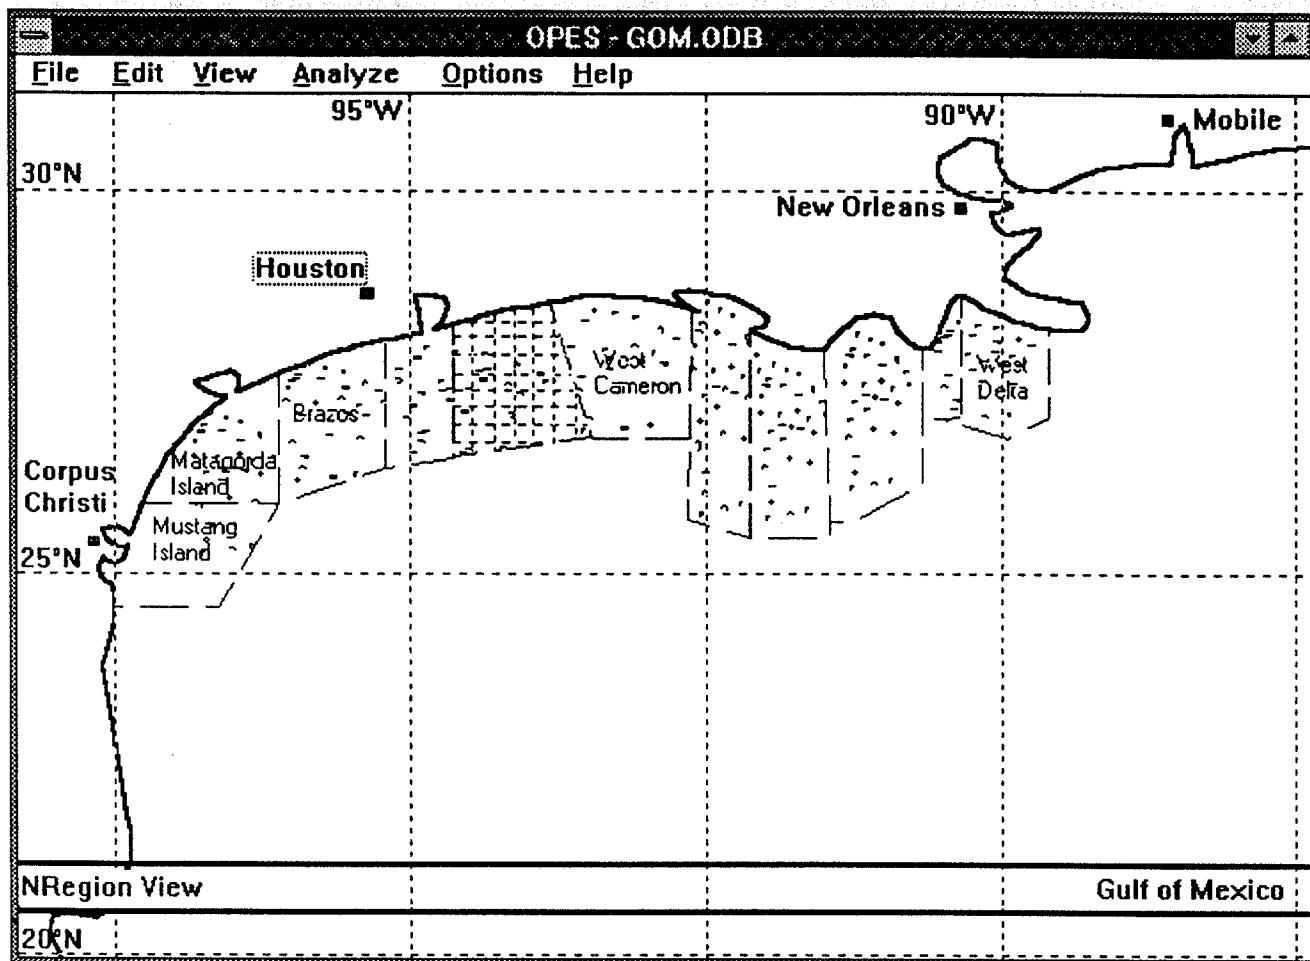 OPES - GOM.ODB
File Edit View Analyze Options Help
95°W
90°W
Mobile
30°N
New Orleans
Houston
West
Cameron
West
Delta
Brazos
Matagorda
Island
Corpus
Christi
Mustang
Island
25°N
NRegion View
Gulf of Mexico
20°N